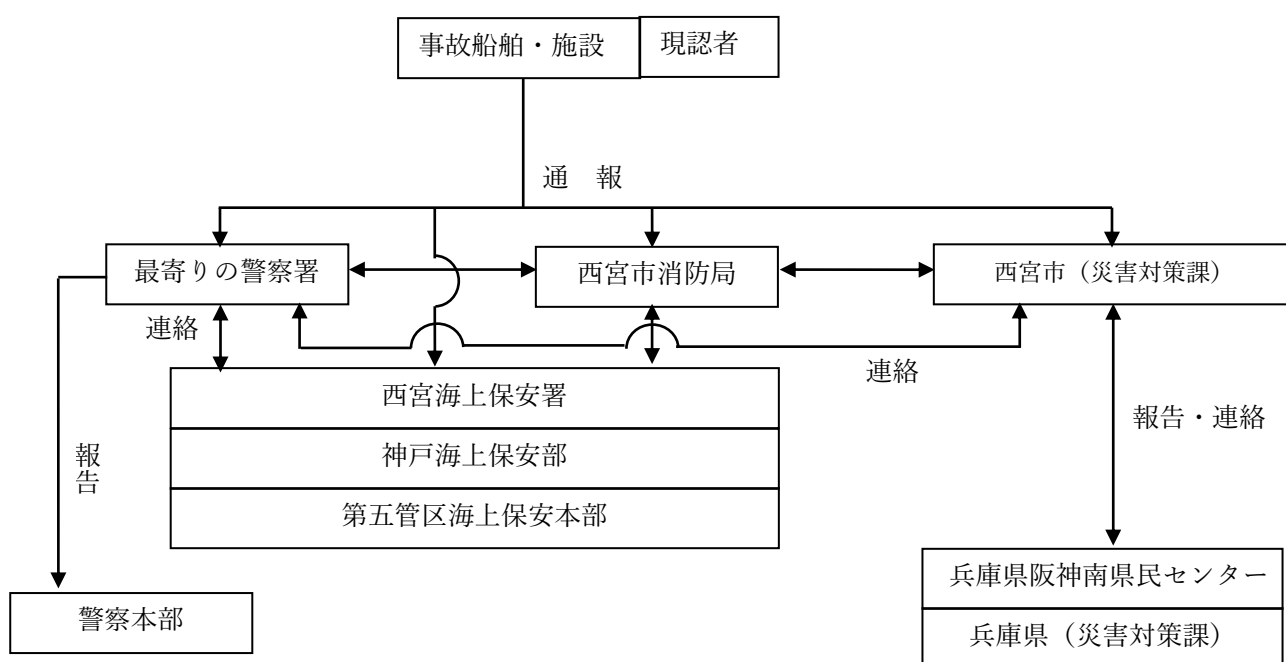 事故船舶・施設
現認者
通　報
最寄りの警察署
西宮市消防局
西宮市（災害対策課）
連絡
連絡
西宮海上保安署
神戸海上保安部
第五管区海上保安本部
報告
報告・連絡
兵庫県阪神南県民センター
兵庫県（災害対策課）
警察本部